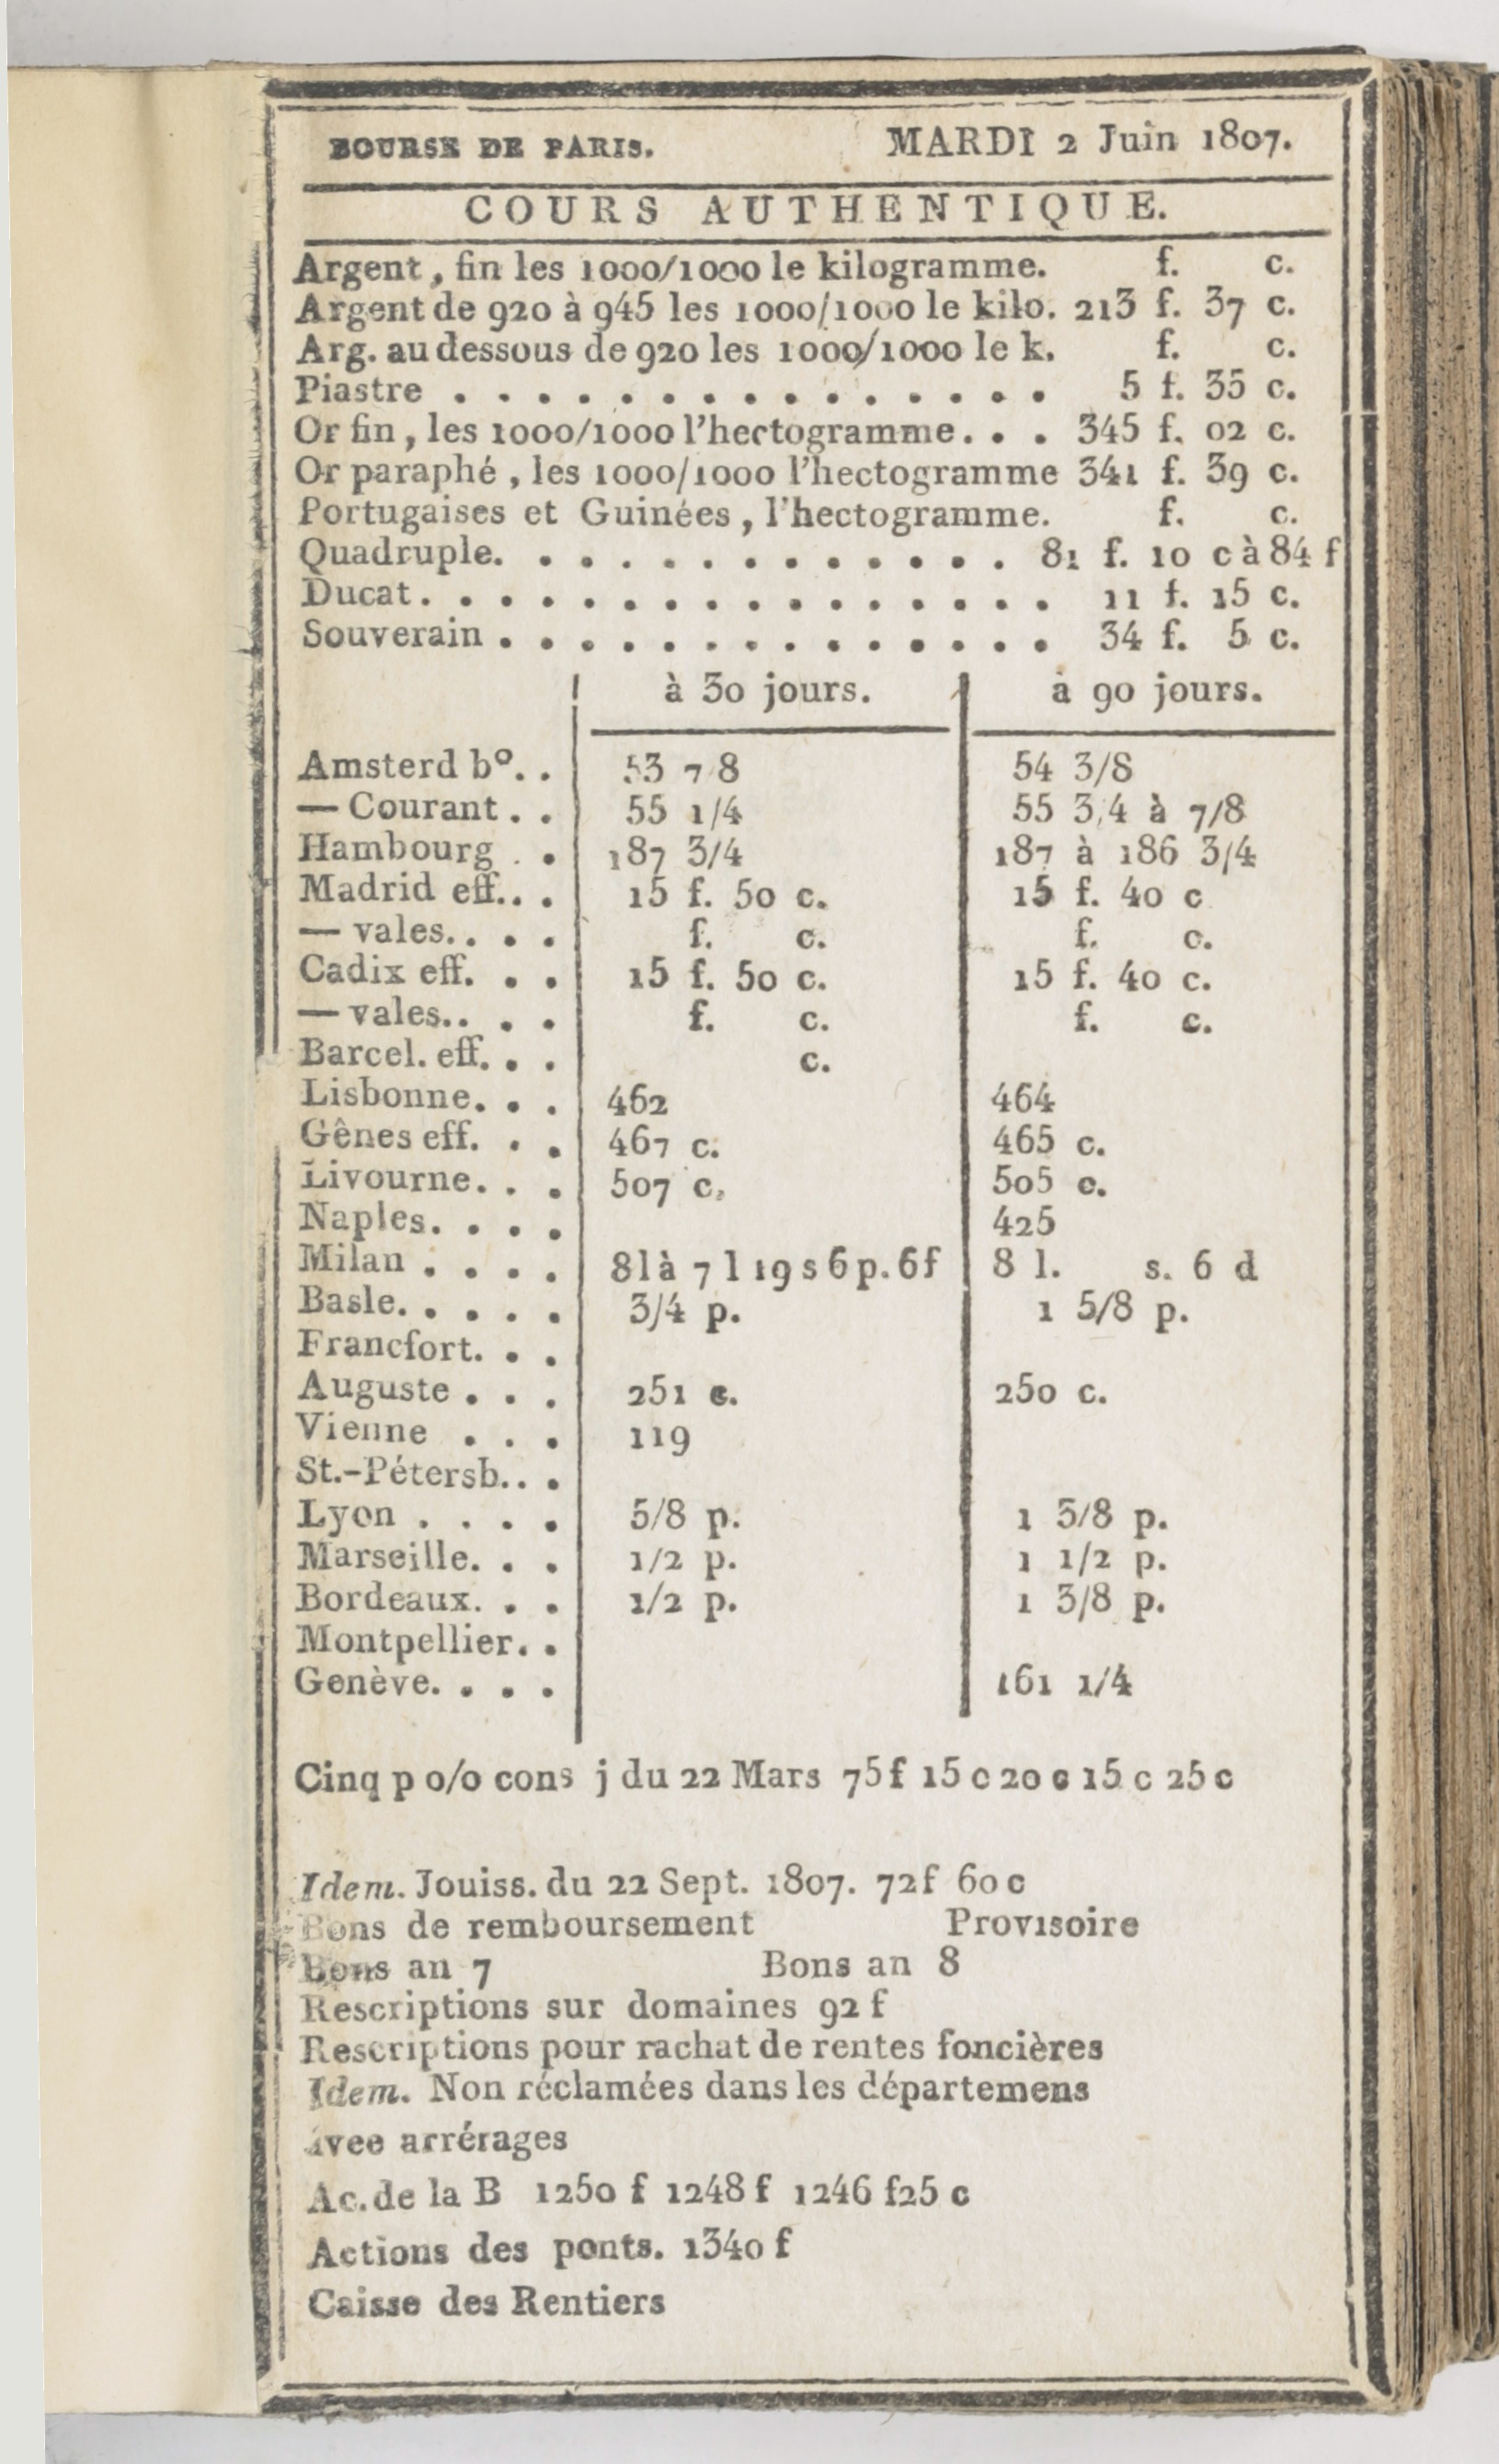 BOURSE DE PARIS. MARDI 2 Juin 1807.
COURS AUTHENTIQUE.
Argent, fin les 1000/1000 le kilogramme. f. c.
Argent de 920 à 945 les 1000/1000 le kilo. 213 f. 37 c.
Arg. au dessous de 920 les 1000/1000 le k. f. c.
Piastre . . . . . . . . . . . . . . . 5 f. 35 c.
Or fin, les 1000/1000 l'hectogramme. . . 345 f. 02 c.
Or paraphé, les 1000/1000 l'hectogramme 341 f. 39 c.
Portugaises et Guinées, l'hectogramme. f. c.
Quadruple. . . . . . . . . . . . . 81 f. 10 c à 84 f
Ducat. . . . . . . . . . . . . . . . 11 f. 15 c.
Souverain . . . . . . . . . . . . . . 34 f. 5 c.
à 30 jours. à 90 jours.
Amsterd bº. . 53 7/8 54 3/8
— Courant . . 55 1/4 55 3/4 à 7/8
Hambourg . . 187 3/4 187 à 186 3/4
Madrid eff.. . 15 f. 50 c. 15 f. 40 c
— vales.. . . f. c. f. c.
Cadix eff. . . 15 f. 50 c. 15 f. 40 c.
— vales.. . . f. c. f. c.
Barcel. eff. . . c.
Lisbonne. . . 462 464
Gênes eff. . . 467 c. 465 c.
Livourne. . . 507 c. 505 c.
Naples. . . . 425
Milan . . . . 8 l à 7 l 19 s 6 p. 6 f 8 l. s. 6 d
Basle. . . . . 3/4 p. 1 5/8 p.
Francfort. . .
Auguste . . . 251 c. 250 c.
Vienne . . . 119
St.-Pétersb.. .
Lyon . . . . 5/8 p. 1 3/8 p.
Marseille. . . 1/2 p. 1 1/2 p.
Bordeaux. . . 1/2 p. 1 3/8 p.
Montpellier. .
Genève. . . . 161 1/4
Cinq p o/o cons j du 22 Mars 75 f 15 c 20 c 15 c 25 c
Idem. Jouiss. du 22 Sept. 1807. 72 f 60 c
Bons de remboursement Provisoire
Bons an 7 Bons an 8
Rescriptions sur domaines 92 f
Rescriptions pour rachat de rentes foncières
Idem. Non réclamées dans les départemens
avec arrérages
Ac. de la B 1250 f 1248 f 1246 f 25 c
Actions des ponts. 1340 f
Caisse des Rentiers